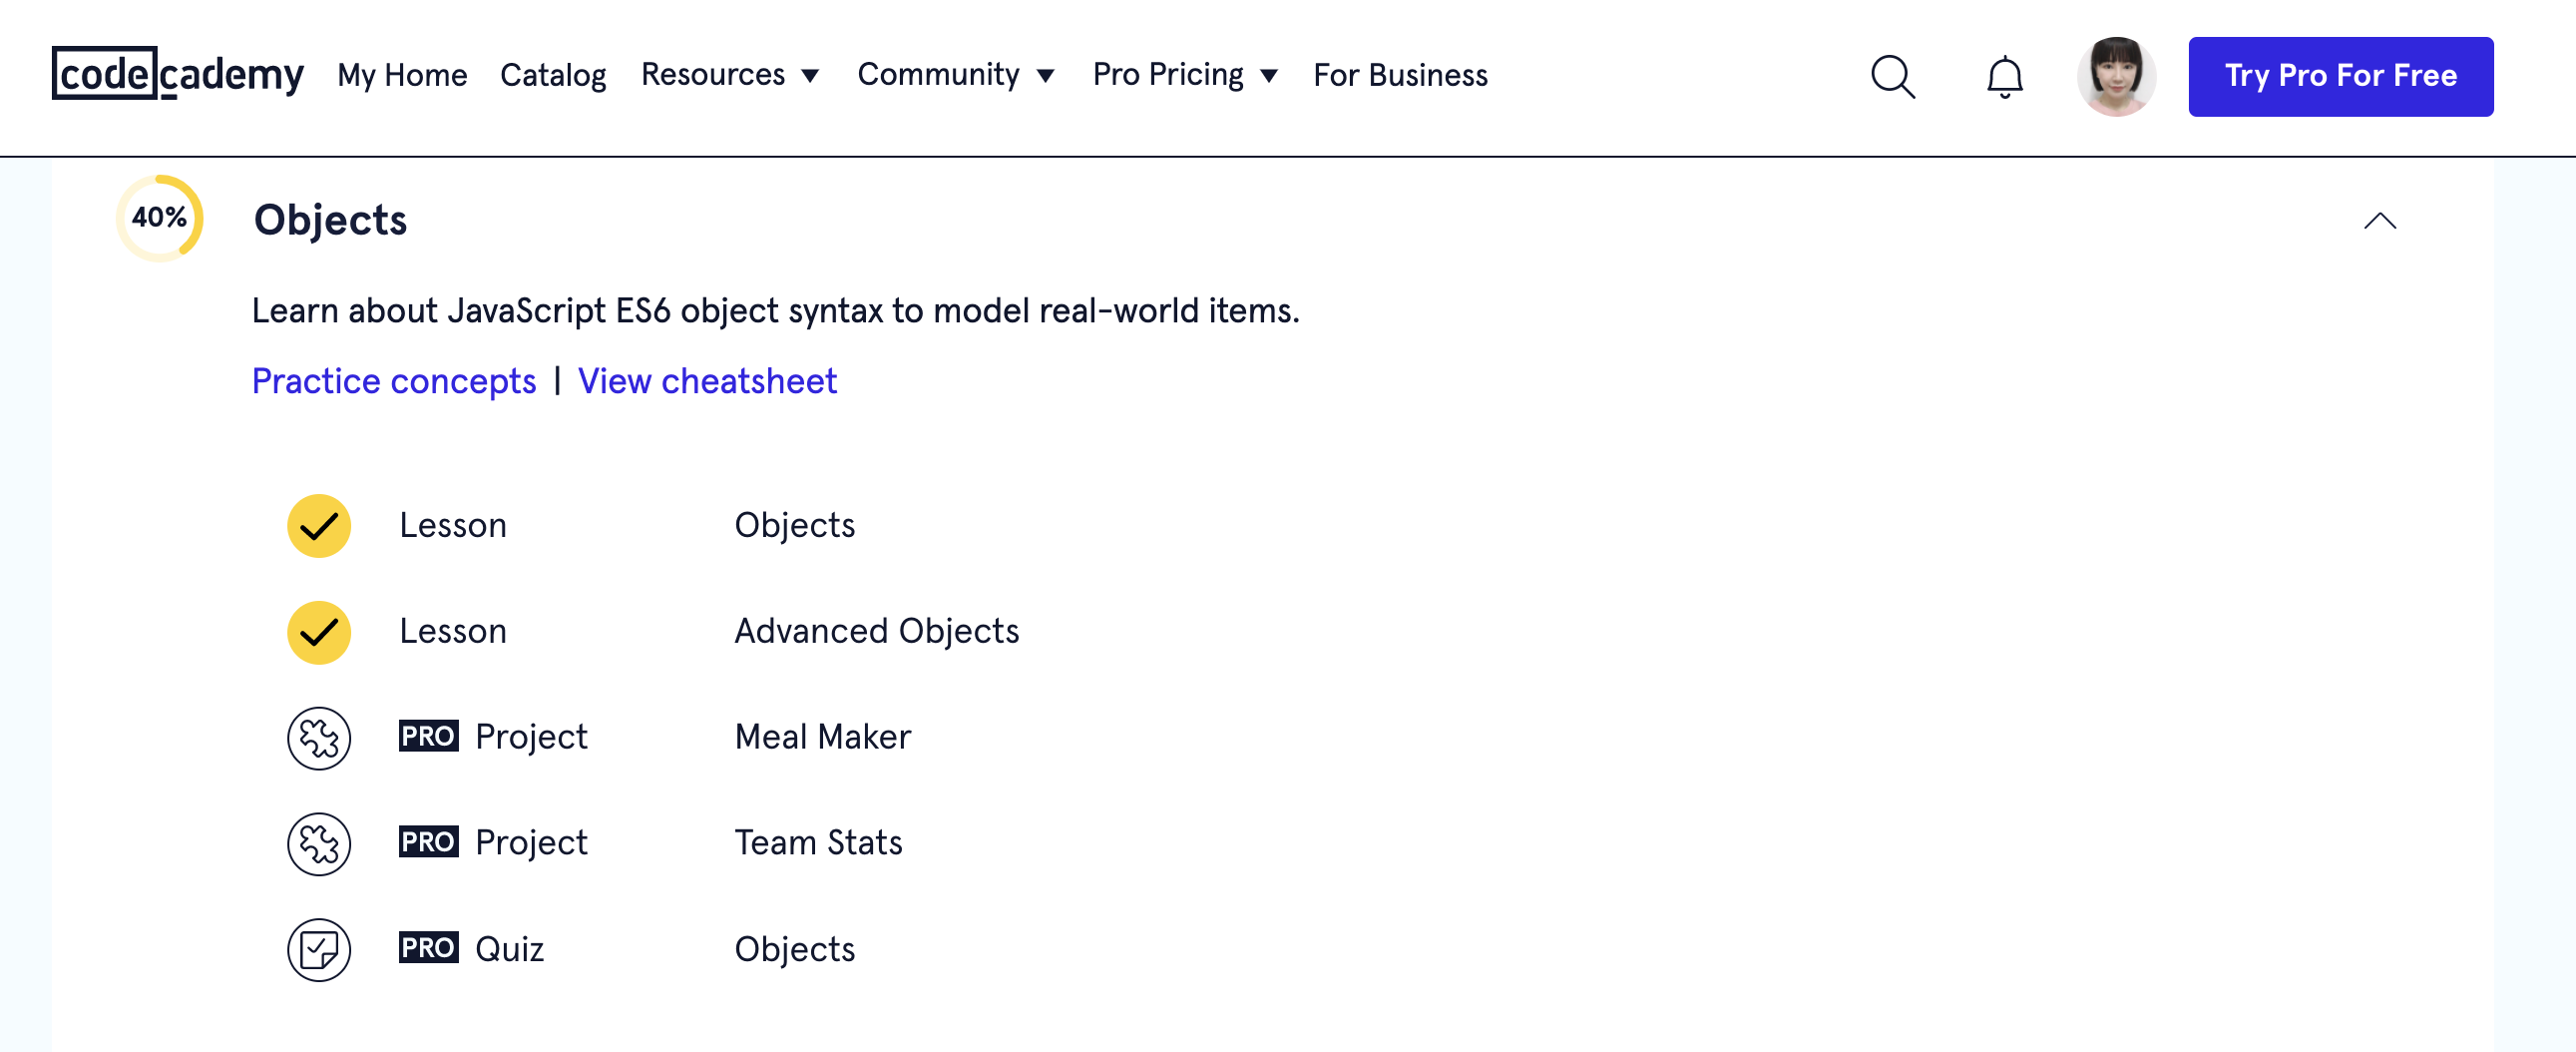 codecademy My Home Catalog Resources Community Pro Pricing For Business Try Pro For Free
40% Objects
Learn about JavaScript ES6 object syntax to model real-world items.
Practice concepts | View cheatsheet
Lesson Objects
Lesson Advanced Objects
PRO Project Meal Maker
PRO Project Team Stats
PRO Quiz Objects